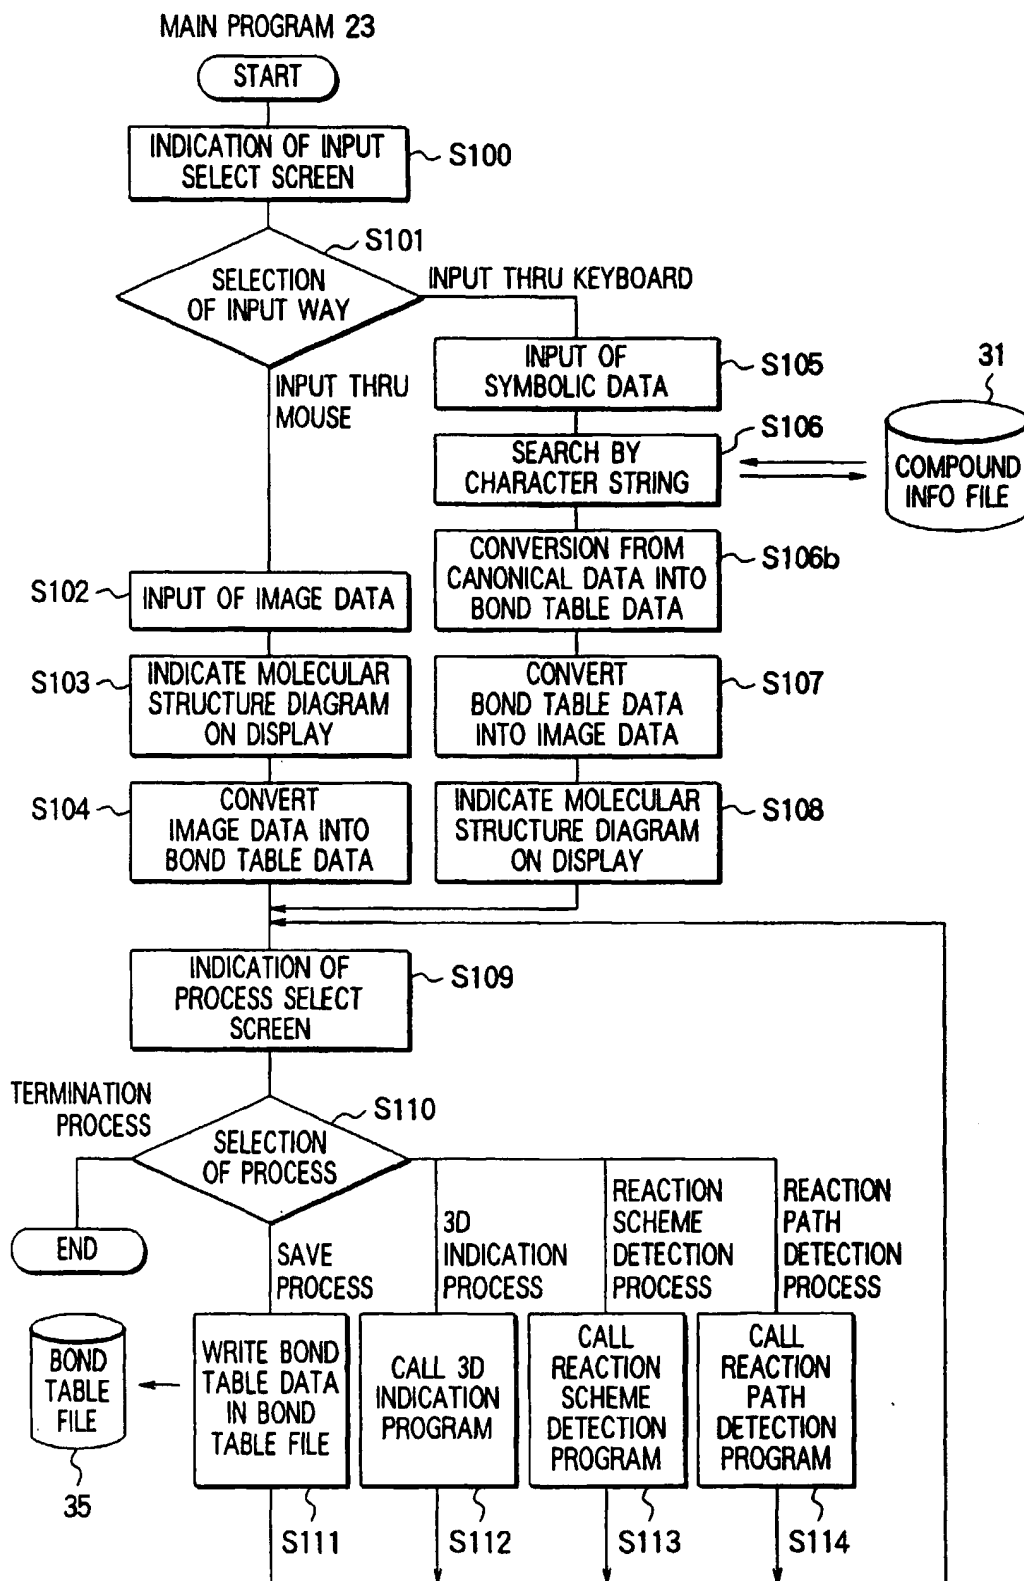 MAIN PROGRAM 23
START
INDICATION OF INPUT
SELECT SCREEN
S100
S101
SELECTION
OF INPUT WAY
INPUT THRU KEYBOARD
INPUT THRU
MOUSE
INPUT OF
SYMBOLIC DATA
S105
SEARCH BY
CHARACTER STRING
S106
31
COMPOUND
INFO FILE
CONVERSION FROM
CANONICAL DATA INTO
BOND TABLE DATA
S106b
S102
INPUT OF IMAGE DATA
S103
INDICATE MOLECULAR
STRUCTURE DIAGRAM
ON DISPLAY
CONVERT
BOND TABLE DATA
INTO IMAGE DATA
S107
S104
CONVERT
IMAGE DATA INTO
BOND TABLE DATA
INDICATE MOLECULAR
STRUCTURE DIAGRAM
ON DISPLAY
S108
INDICATION OF
PROCESS SELECT
SCREEN
S109
TERMINATION
PROCESS
S110
SELECTION
OF PROCESS
END
SAVE
PROCESS
3D
INDICATION
PROCESS
REACTION
SCHEME
DETECTION
PROCESS
REACTION
PATH
DETECTION
PROCESS
BOND
TABLE
FILE
35
WRITE BOND
TABLE DATA
IN BOND
TABLE FILE
S111
CALL 3D
INDICATION
PROGRAM
S112
CALL
REACTION
SCHEME
DETECTION
PROGRAM
S113
CALL
REACTION
PATH
DETECTION
PROGRAM
S114